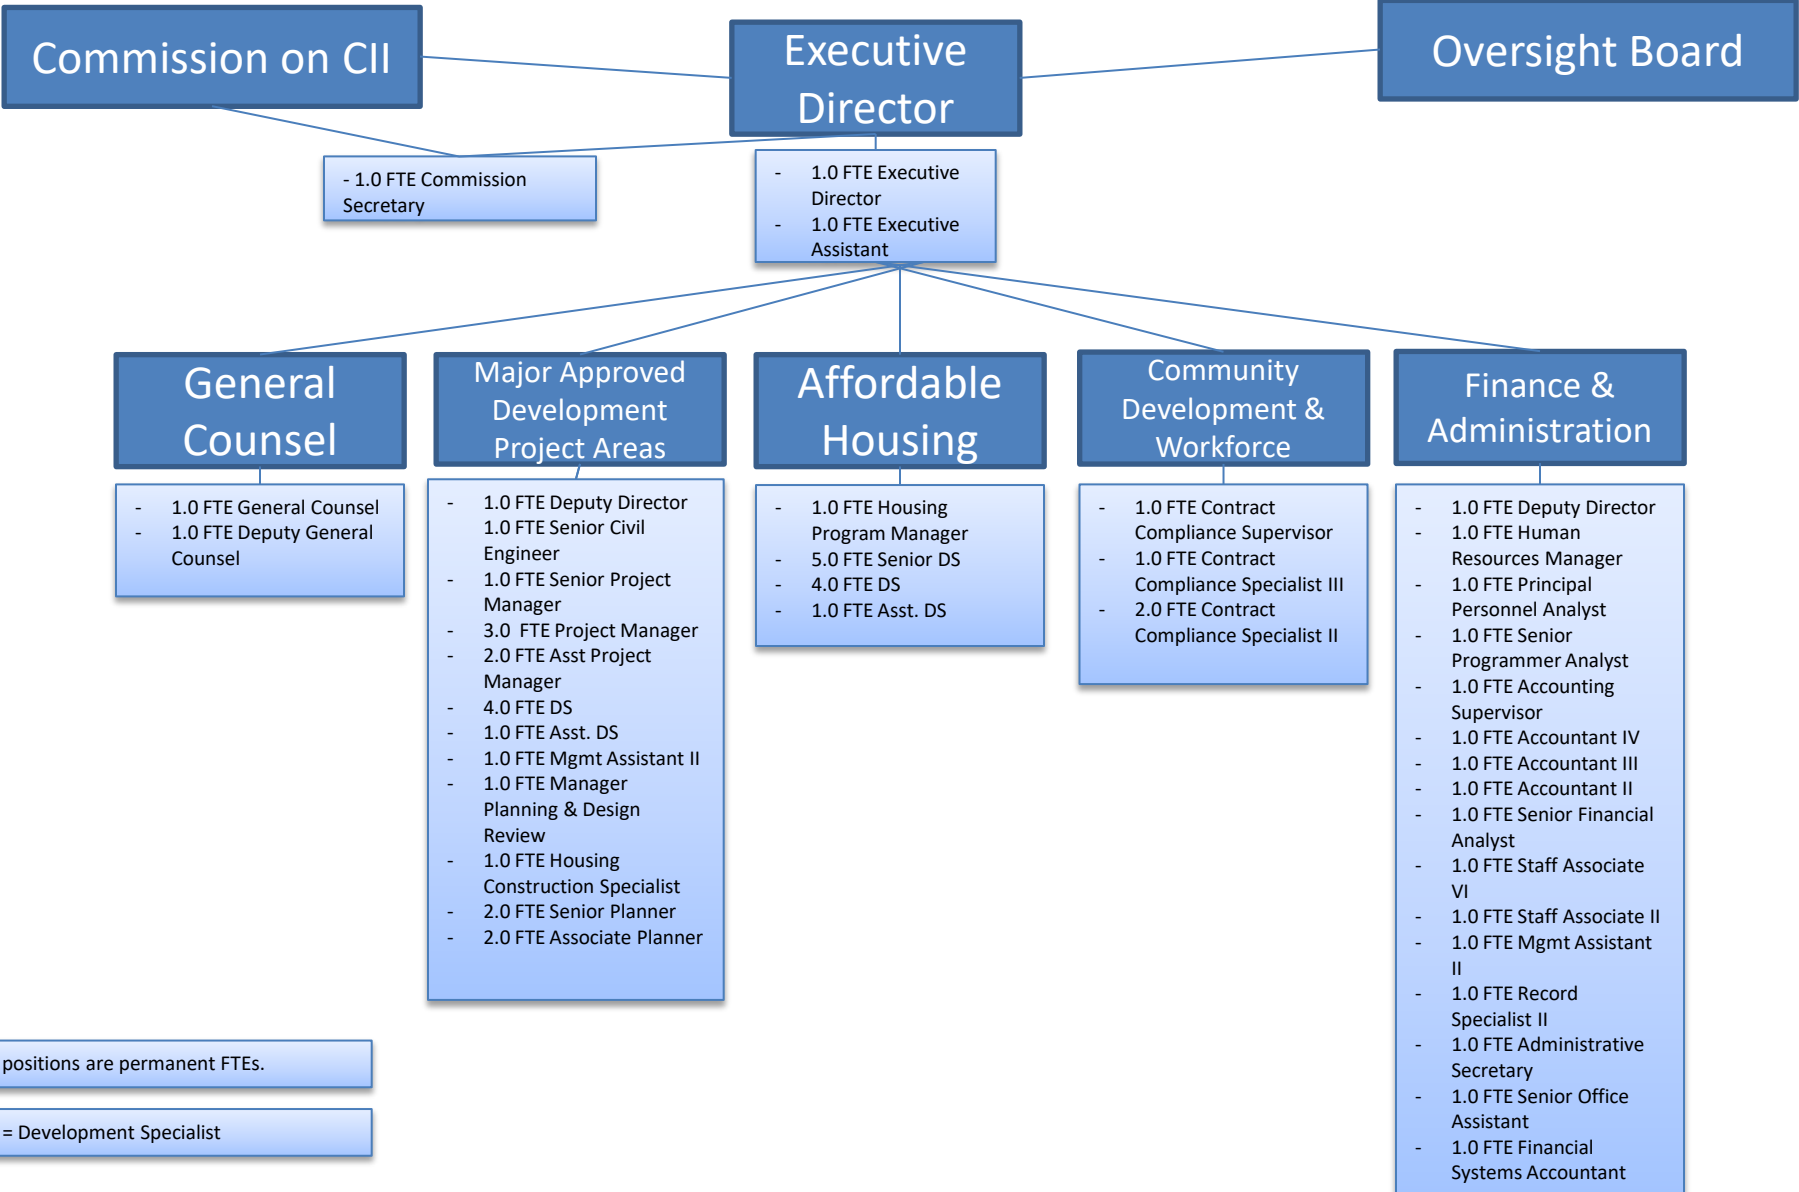 Commission on CII
Executive
Director
Oversight Board
- 1.0 FTE Commission
Secretary
- 1.0 FTE Executive
Director
- 1.0 FTE Executive
Assistant
General
Counsel
- 1.0 FTE General Counsel
- 1.0 FTE Deputy General
Counsel
Major Approved
Development
Project Areas
- 1.0 FTE Deputy Director
1.0 FTE Senior Civil
Engineer
- 1.0 FTE Senior Project
Manager
- 3.0 FTE Project Manager
- 2.0 FTE Asst Project
Manager
- 4.0 FTE DS
- 1.0 FTE Asst. DS
- 1.0 FTE Mgmt Assistant II
- 1.0 FTE Manager
Planning & Design
Review
- 1.0 FTE Housing
Construction Specialist
- 2.0 FTE Senior Planner
- 2.0 FTE Associate Planner
Affordable
Housing
- 1.0 FTE Housing
Program Manager
- 5.0 FTE Senior DS
- 4.0 FTE DS
- 1.0 FTE Asst. DS
Community
Development &
Workforce
- 1.0 FTE Contract
Compliance Supervisor
- 1.0 FTE Contract
Compliance Specialist III
- 2.0 FTE Contract
Compliance Specialist II
Finance &
Administration
- 1.0 FTE Deputy Director
- 1.0 FTE Human
Resources Manager
- 1.0 FTE Principal
Personnel Analyst
- 1.0 FTE Senior
Programmer Analyst
- 1.0 FTE Accounting
Supervisor
- 1.0 FTE Accountant IV
- 1.0 FTE Accountant III
- 1.0 FTE Accountant II
- 1.0 FTE Senior Financial
Analyst
- 1.0 FTE Staff Associate
VI
- 1.0 FTE Staff Associate II
- 1.0 FTE Mgmt Assistant
II
- 1.0 FTE Record
Specialist II
- 1.0 FTE Administrative
Secretary
- 1.0 FTE Senior Office
Assistant
- 1.0 FTE Financial
Systems Accountant
positions are permanent FTEs.
= Development Specialist